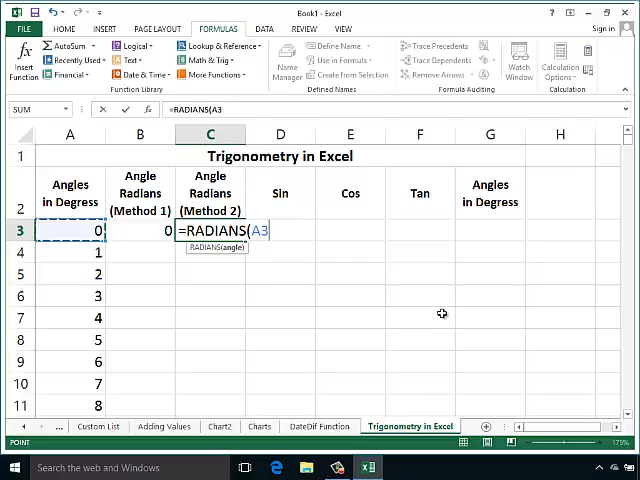 Book1 - Excel
?
FILE HOME INSERT PAGE LAYOUT FORMULAS DATA REVIEW VIEW Sign in
fx Insert Function
Σ AutoSum
Recently Used
Financial
Logical
Text
Date & Time
Lookup & Reference
Math & Trig
More Functions
Function Library
Name Manager
Define Name
Use in Formula
Create from Selection
Defined Names
Trace Precedents
Trace Dependents
Remove Arrows
Formula Auditing
Watch Window
Calculation Options
Calculation
SUM fx =RADIANS(A3
A B C D E F G H
1 Trigonometry in Excel
2 Angles in Degress Angle Radians (Method 1) Angle Radians (Method 2) Sin Cos Tan Angles in Degress
3 0 0 =RADIANS(A3
RADIANS(angle)
4 1
5 2
6 3
7 4
8 5
9 6
10 7
11 8
... Custom List Adding Values Chart2 Charts DateDif Function Trigonometry in Excel
POINT 175%
Search the web and Windows